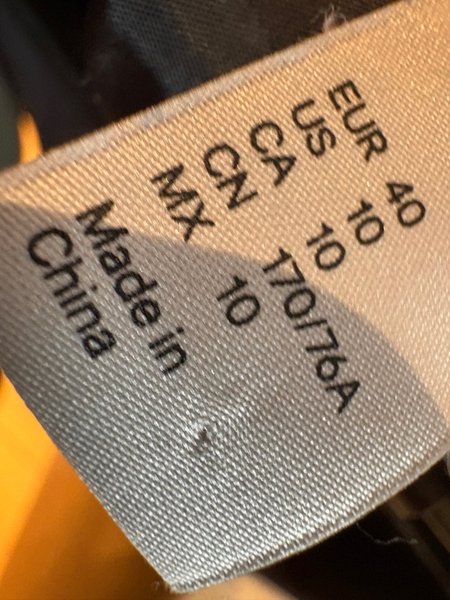 EUR 40
US 10
CA 10
CN 170/76A
MX 10
Made in
China